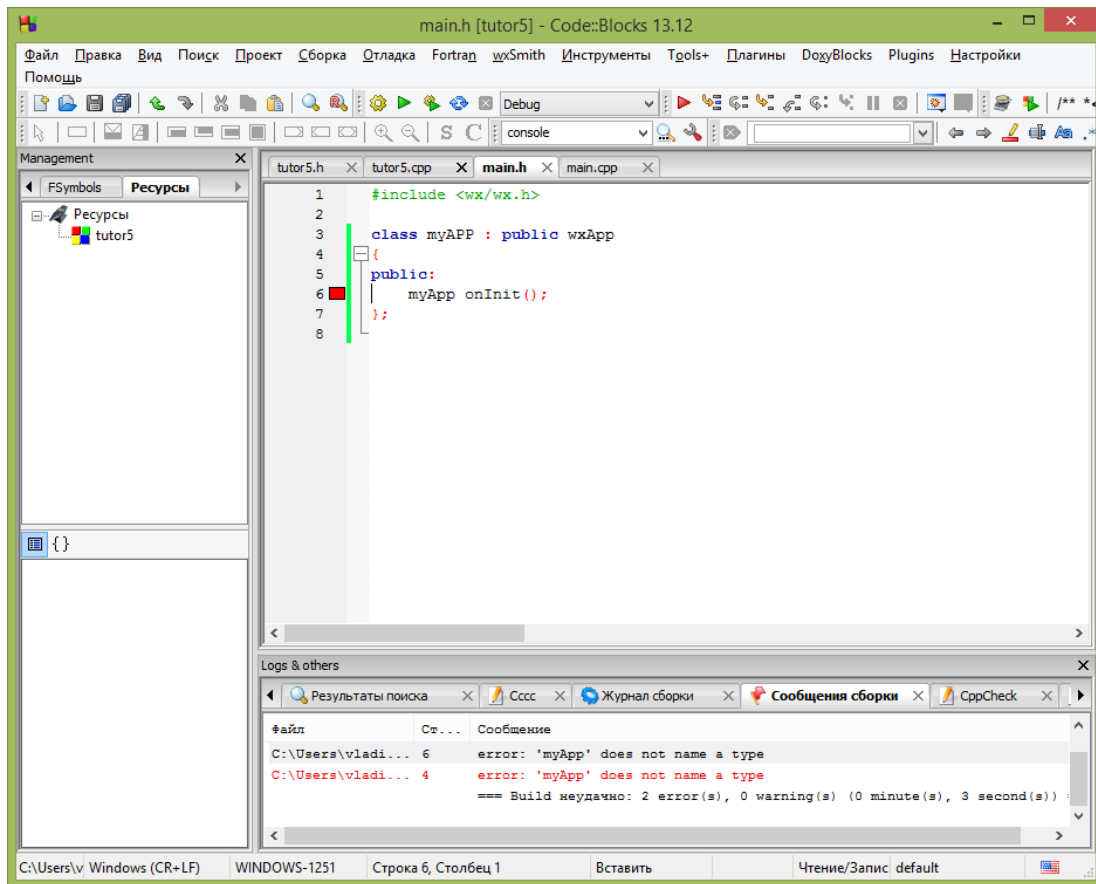 main.h [tutor5] - Code::Blocks 13.12
Файл Правка Вид Поиск Проект Сборка Отладка Fortran wxSmith Инструменты Tools+ Плагины DoxyBlocks Plugins Настройки
Помощь
Debug
/** *<
S C console
Management
FSymbols Ресурсы
Ресурсы
tutor5
{}
tutor5.h tutor5.cpp main.h main.cpp
1 #include <wx/wx.h>
2
3 class myAPP : public wxApp
4 {
5 public:
6 myApp onInit();
7 };
8
Logs & others
Результаты поиска Cccc Журнал сборки Сообщения сборки CppCheck
Файл Ст... Сообщение
C:\Users\vladi... 6 error: 'myApp' does not name a type
C:\Users\vladi... 4 error: 'myApp' does not name a type
=== Build неудачно: 2 error(s), 0 warning(s) (0 minute(s), 3 second(s))
C:\Users\v Windows (CR+LF) WINDOWS-1251 Строка 6, Столбец 1 Вставить Чтение/Запис default